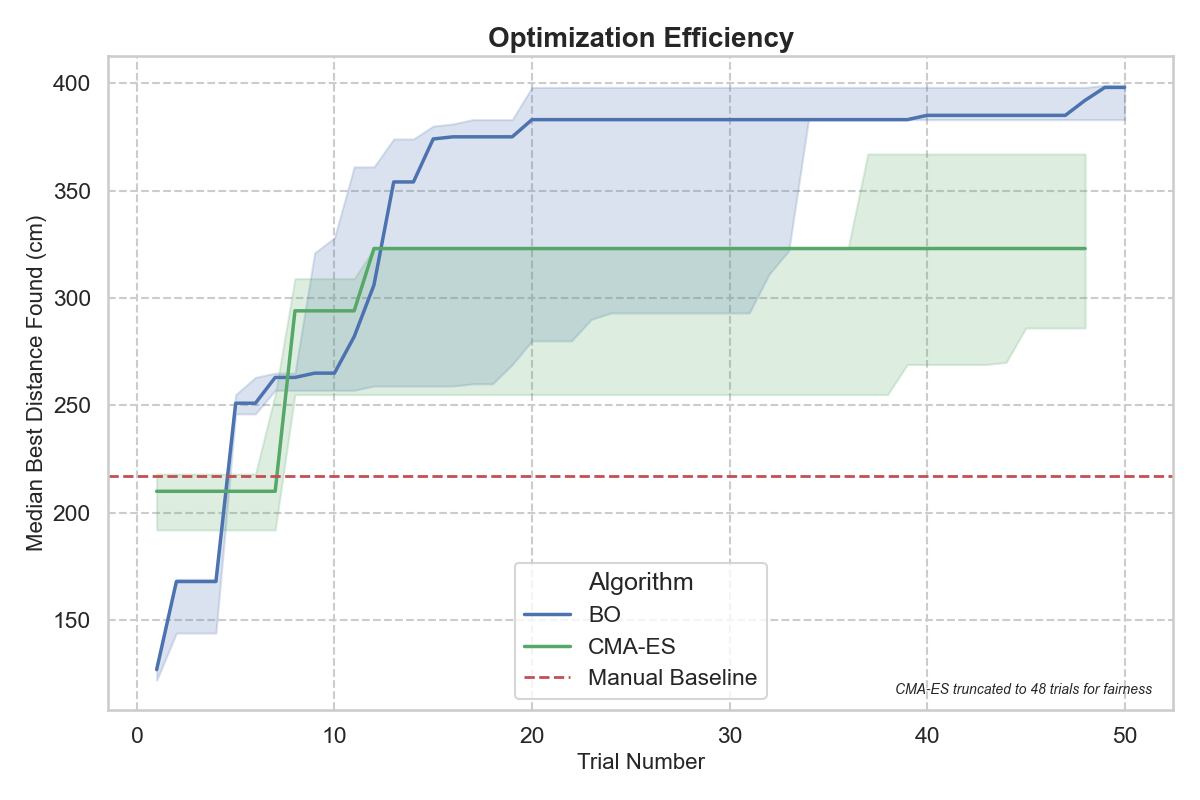 Optimization Efficiency
Median Best Distance Found (cm)
400
350
300
250
200
150
Algorithm
BO
CMA-ES
Manual Baseline
CMA-ES truncated to 48 trials for fairness
0 10 20 30 40 50
Trial Number